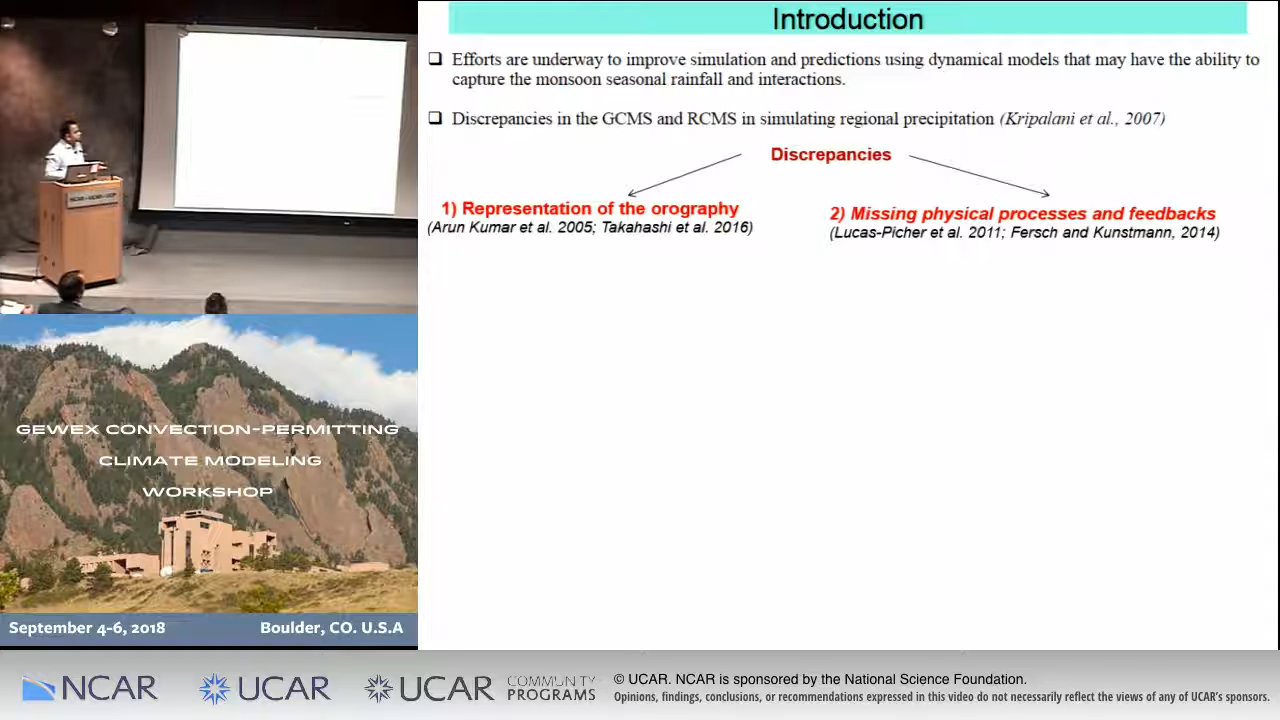 Introduction
❑ Efforts are underway to improve simulation and predictions using dynamical models that may have the ability to
capture the monsoon seasonal rainfall and interactions.
❑ Discrepancies in the GCMS and RCMS in simulating regional precipitation (Kripalani et al., 2007)
Discrepancies
1) Representation of the orography
(Arun Kumar et al. 2005; Takahashi et al. 2016)
2) Missing physical processes and feedbacks
(Lucas-Picher et al. 2011; Fersch and Kunstmann, 2014)
GEWEX CONVECTION-PERMITTING
CLIMATE MODELING
WORKSHOP
September 4-6, 2018
Boulder, CO. U.S.A
NCAR
UCAR
UCAR
COMMUNITY
PROGRAMS
© UCAR. NCAR is sponsored by the National Science Foundation.
Opinions, findings, conclusions, or recommendations expressed in this video do not necessarily reflect the views of any of UCAR's sponsors.